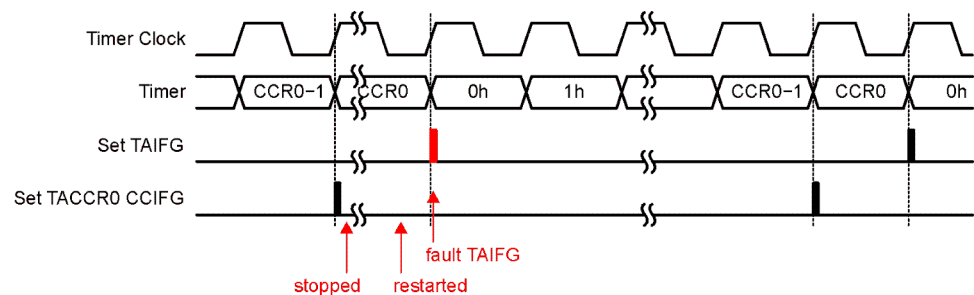 Timer Clock
Timer CCR0−1 CCR0 0h 1h CCR0−1 CCR0 0h
Set TAIFG
Set TACCR0 CCIFG
fault TAIFG
stopped restarted